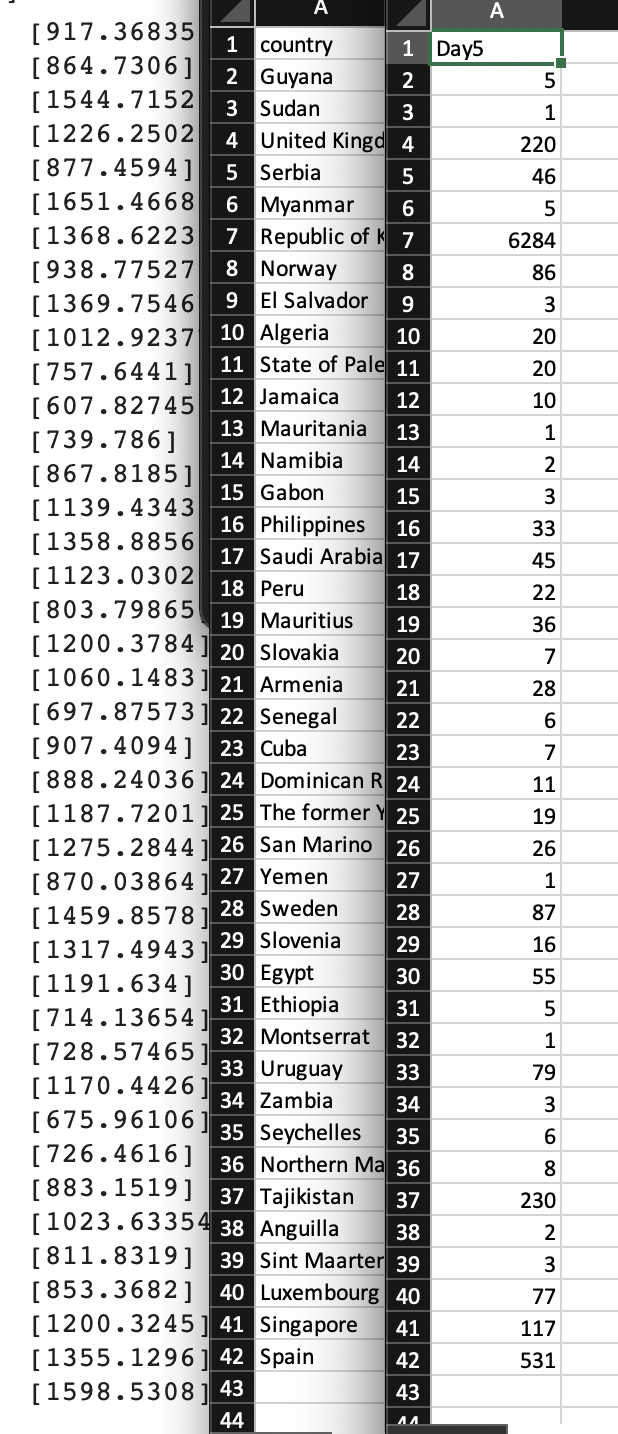 [917.36835
[864.7306]
[1544.7152
[1226.2502
[877.4594]
[1651.4668
[1368.6223
[938.77527
[1369.7546
[1012.9237
[757.6441]
[607.82745
[739.786]
[867.8185]
[1139.4343
[1358.8856
[1123.0302
[803.79865
[1200.3784]
[1060.1483]
[697.87573]
[907.4094]
[888.24036]
[1187.7201]
[1275.2844]
[870.03864]
[1459.8578]
[1317.4943]
[1191.634]
[714.13654]
[728.57465]
[1170.4426]
[675.96106]
[726.4616]
[883.1519]
[1023.63354
[811.8319]
[853.3682]
[1200.3245]
[1355.1296]
[1598.5308]
A
1 country
2 Guyana
3 Sudan
4 United Kingd
5 Serbia
6 Myanmar
7 Republic of K
8 Norway
9 El Salvador
10 Algeria
11 State of Pale
12 Jamaica
13 Mauritania
14 Namibia
15 Gabon
16 Philippines
17 Saudi Arabia
18 Peru
19 Mauritius
20 Slovakia
21 Armenia
22 Senegal
23 Cuba
24 Dominican R
25 The former Y
26 San Marino
27 Yemen
28 Sweden
29 Slovenia
30 Egypt
31 Ethiopia
32 Montserrat
33 Uruguay
34 Zambia
35 Seychelles
36 Northern Ma
37 Tajikistan
38 Anguilla
39 Sint Maarten
40 Luxembourg
41 Singapore
42 Spain
43
44
A
1 Day5
2 5
3 1
4 220
5 46
6 5
7 6284
8 86
9 3
10 20
11 20
12 10
13 1
14 2
15 3
16 33
17 45
18 22
19 36
20 7
21 28
22 6
23 7
24 11
25 19
26 26
27 1
28 87
29 16
30 55
31 5
32 1
33 79
34 3
35 6
36 8
37 230
38 2
39 3
40 77
41 117
42 531
43
44